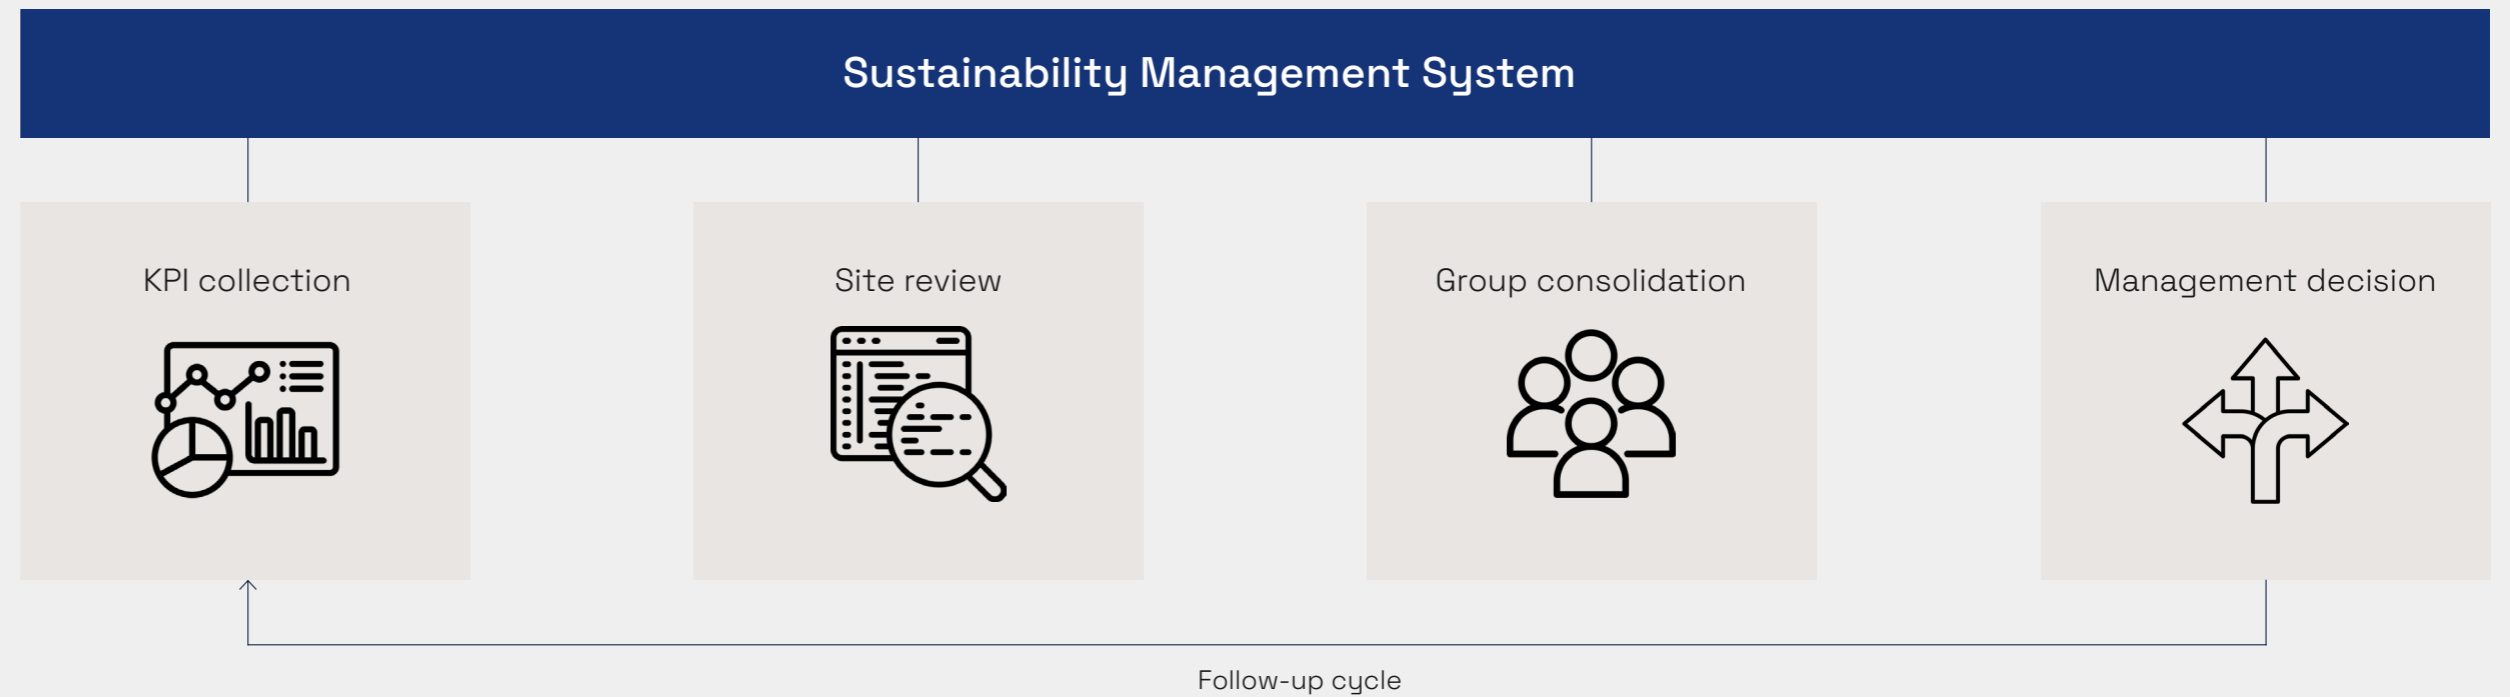 Sustainability Management System
KPI collection
Site review
Group consolidation
Management decision
Follow-up cycle